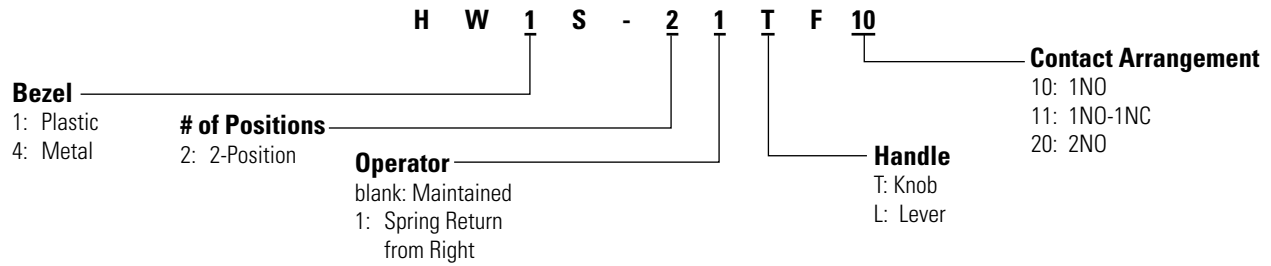 H W 1 S - 2 1 T F 10
Bezel
1: Plastic
4: Metal
# of Positions
2: 2-Position
Operator
blank: Maintained
1: Spring Return
from Right
Handle
T: Knob
L: Lever
Contact Arrangement
10: 1NO
11: 1NO-1NC
20: 2NO